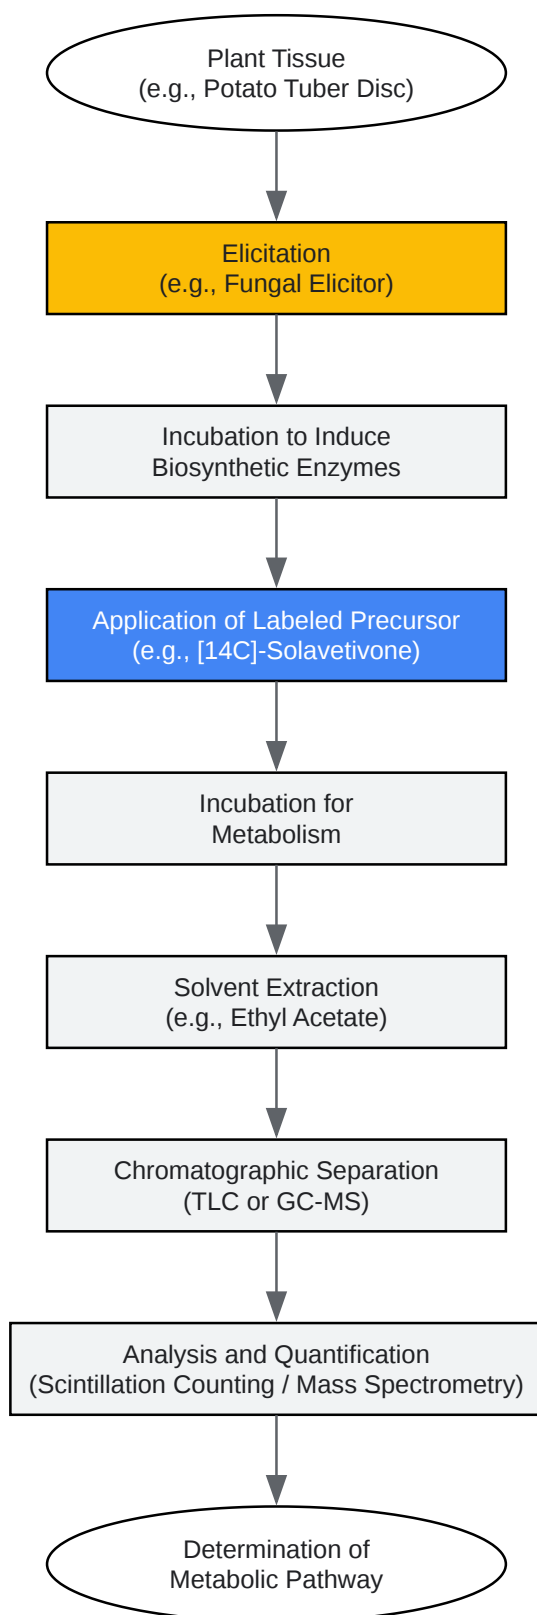 Plant Tissue
(e.g., Potato Tuber Disc)
Elicitation
(e.g., Fungal Elicitor)
Incubation to Induce
Biosynthetic Enzymes
Application of Labeled Precursor
(e.g., [14C]-Solavetivone)
Incubation for
Metabolism
Solvent Extraction
(e.g., Ethyl Acetate)
Chromatographic Separation
(TLC or GC-MS)
Analysis and Quantification
(Scintillation Counting / Mass Spectrometry)
Determination of
Metabolic Pathway